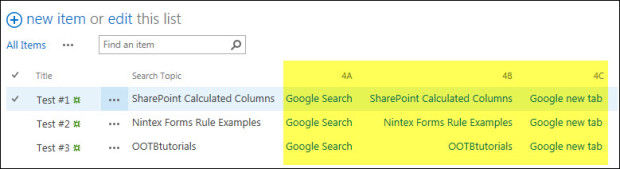 new item or edit this list
All Items ... Find an item
Title Search Topic 4A 4B 4C
Test #1 ... SharePoint Calculated Columns Google Search SharePoint Calculated Columns Google new tab
Test #2 ... Nintex Forms Rule Examples Google Search Nintex Forms Rule Examples Google new tab
Test #3 ... OOTBtutorials Google Search OOTBtutorials Google new tab